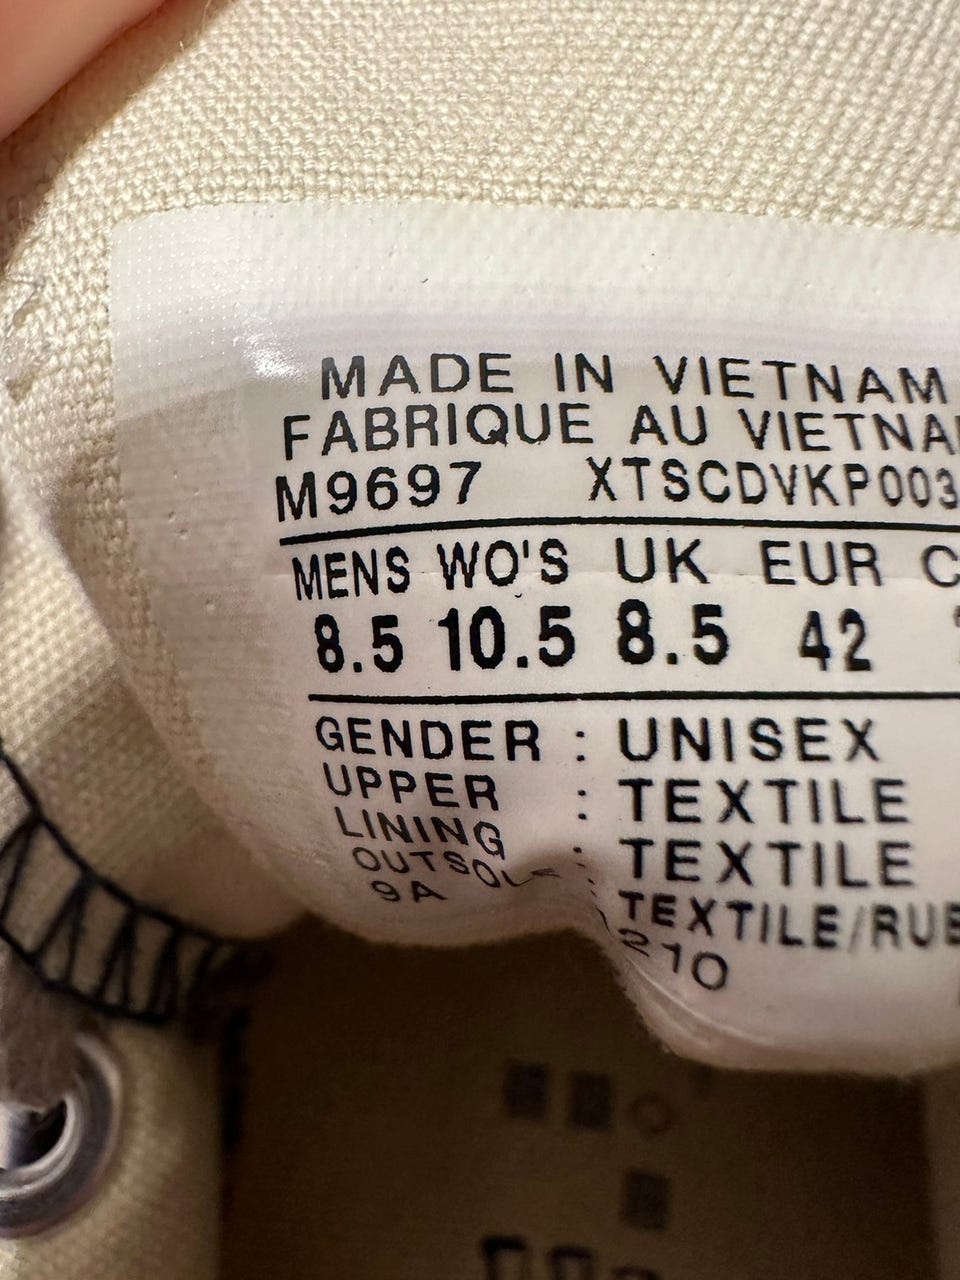 MADE IN VIETNAM
FABRIQUE AU VIETNA
M9697 XTSCDVKP003
MENS WO'S UK EUR C
8.5 10.5 8.5 42
GENDER : UNISEX
UPPER : TEXTILE
LINING : TEXTILE
OUTSOL : TEXTILE/RUB
9A 210